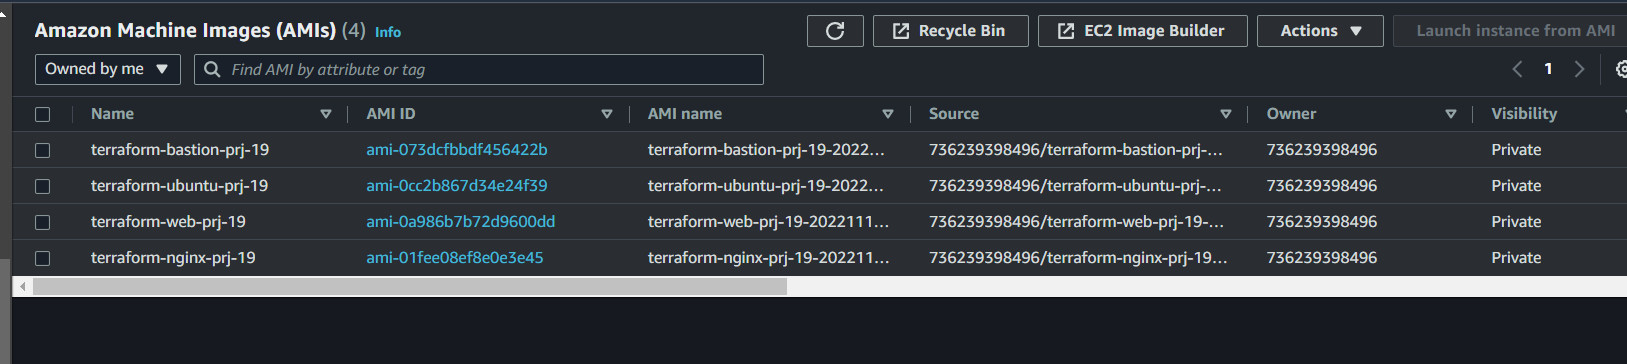 Amazon Machine Images (AMIs) (4) Info Recycle Bin EC2 Image Builder Actions Launch instance from AMI
Owned by me Find AMI by attribute or tag 1
Name AMI ID AMI name Source Owner Visibility
terraform-bastion-prj-19 ami-073dcfbbdf456422b terraform-bastion-prj-19-2022... 736239398496/terraform-bastion-prj-... 736239398496 Private
terraform-ubuntu-prj-19 ami-0cc2b867d34e24f39 terraform-ubuntu-prj-19-2022... 736239398496/terraform-ubuntu-prj-... 736239398496 Private
terraform-web-prj-19 ami-0a986b7b72d9600dd terraform-web-prj-19-2022111... 736239398496/terraform-web-prj-19-... 736239398496 Private
terraform-nginx-prj-19 ami-01fee08ef8e0e3e45 terraform-nginx-prj-19-202211... 736239398496/terraform-nginx-prj-19... 736239398496 Private